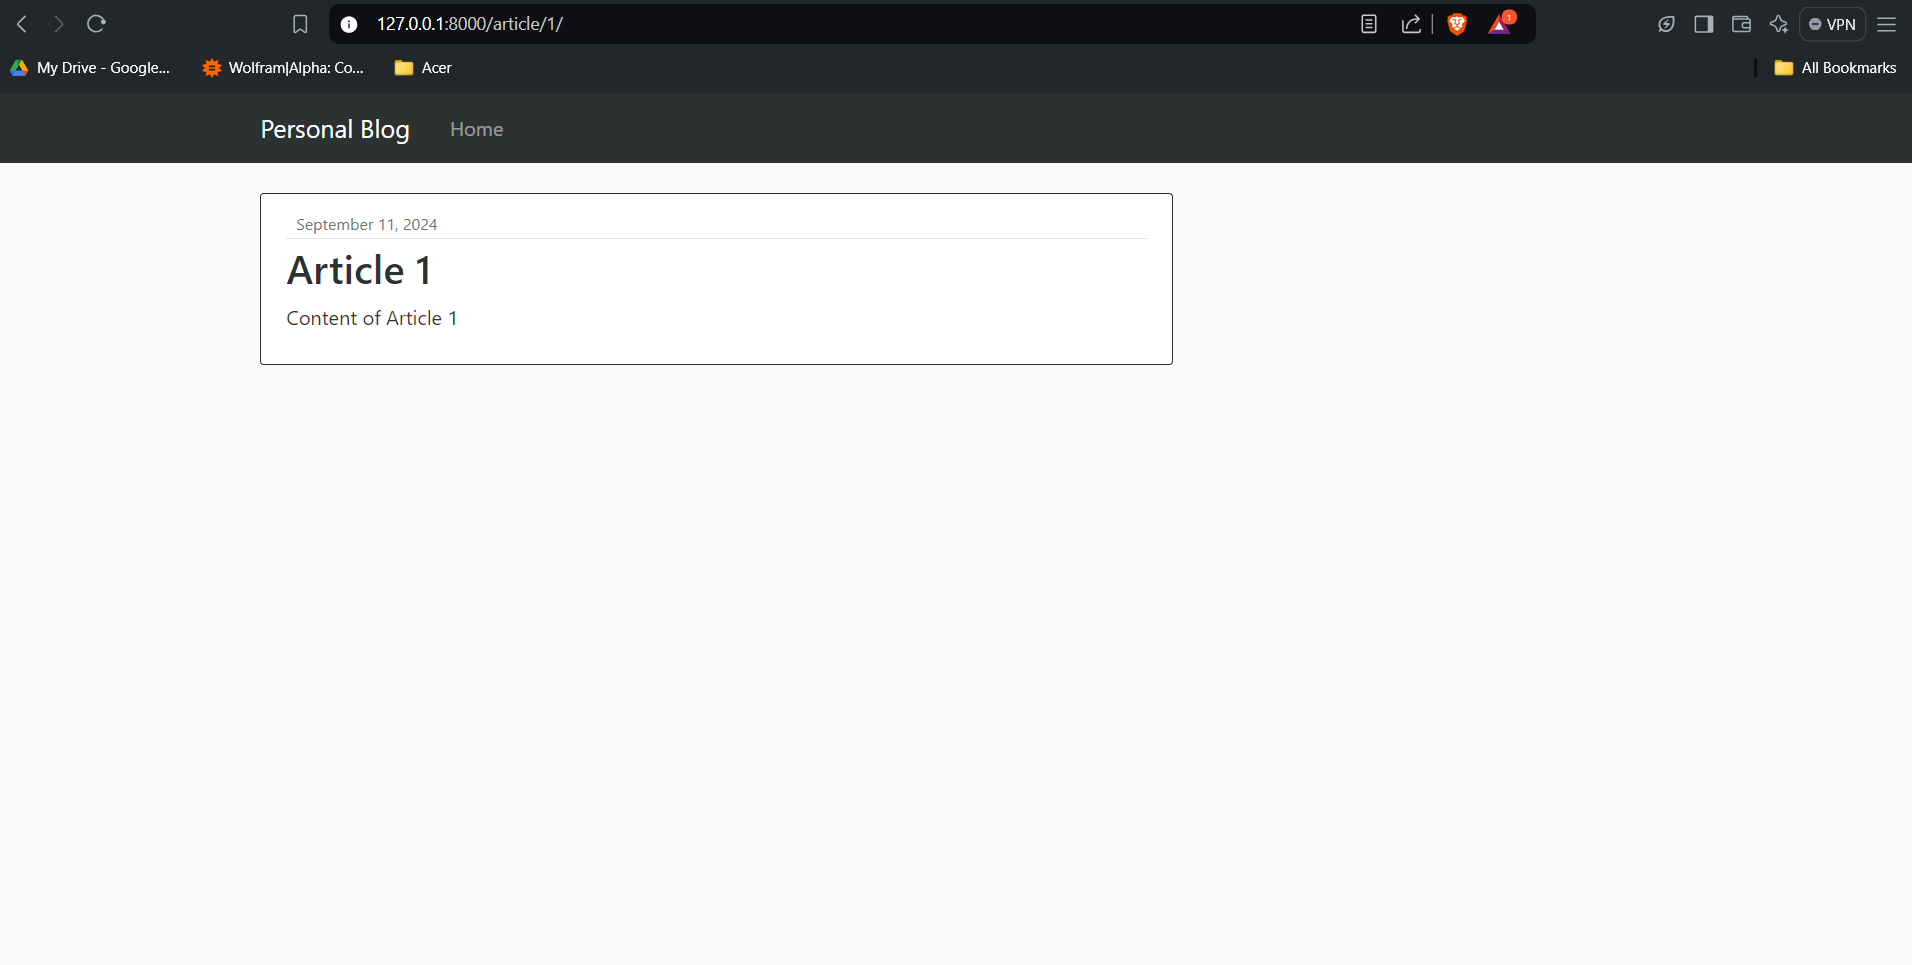 127.0.0.1:8000/article/1/
1
VPN
My Drive - Google...
Wolfram|Alpha: Co...
Acer
All Bookmarks
Personal Blog
Home
September 11, 2024
Article 1
Content of Article 1